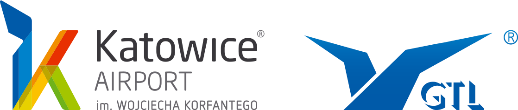 Katowice®
AIRPORT
im. WOJCIECHA KORFANTEGO
®
GTL